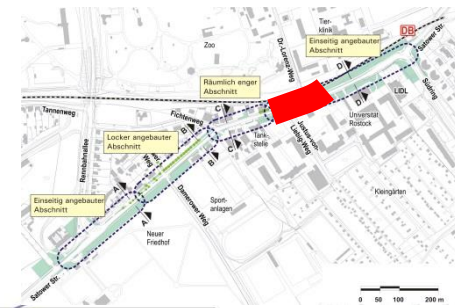 Tier-
klinik
DB
Satower Str.
Zoo
Dr.-Lorenz-Weg
Einseitig angebauter
Abschnitt
D
Räumlich enger
Abschnitt
Südring
LIDL
Tannenweg
Fichtenweg
C
D
Universität
Rostock
Rennbahnallee
Locker angebauter
Abschnitt
B
C
Tank-
stelle
Justus-von-
Liebig-Weg
Weg
B
Kleingärten
Einseitig angebauter
Abschnitt
A
Damerower Weg
Sport-
anlagen
A
Neuer
Friedhof
Satower Str.
0 50 100 200 m